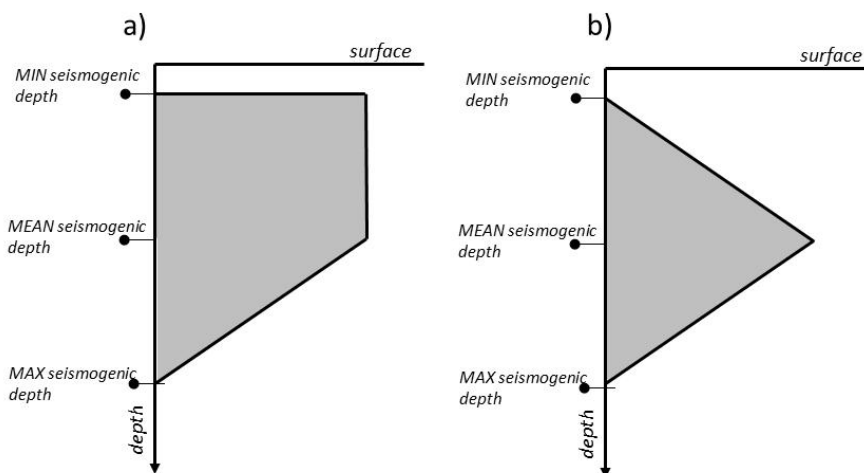 a)
surface
MIN seismogenic
depth
MEAN seismogenic
depth
MAX seismogenic
depth
depth
b)
surface
MIN seismogenic
depth
MEAN seismogenic
depth
MAX seismogenic
depth
depth